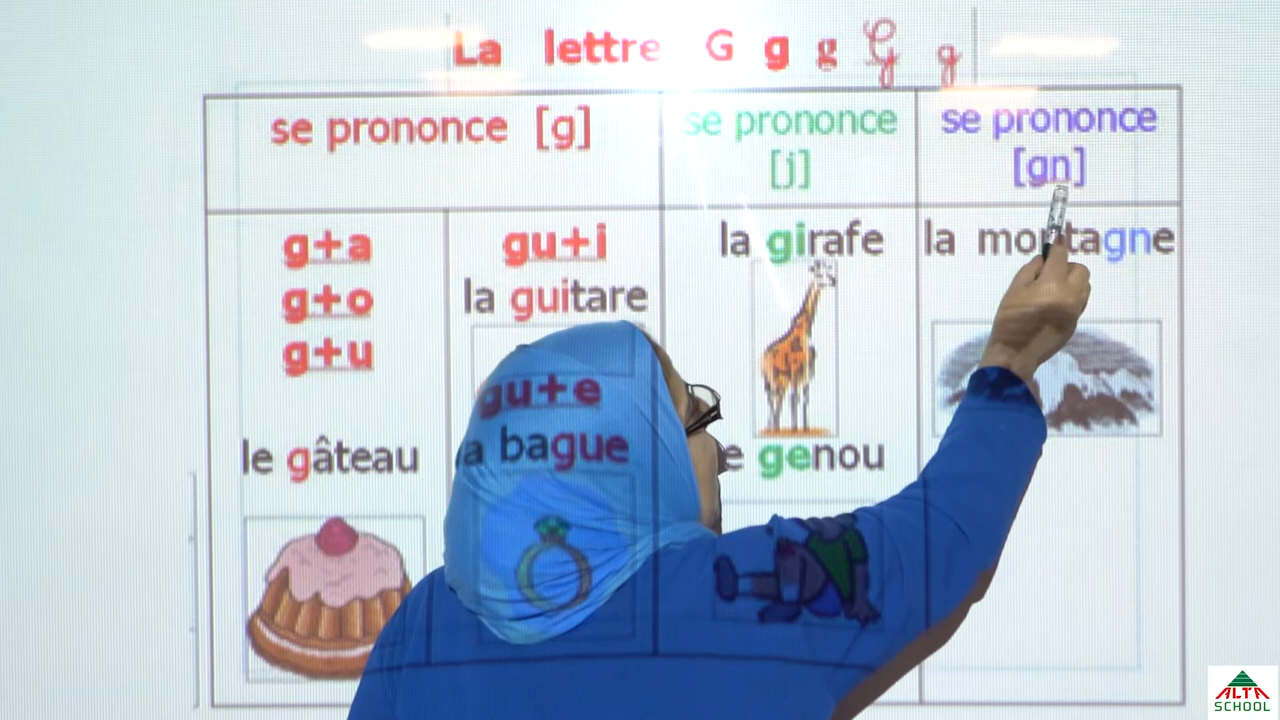 La lettre G g g G g
se prononce [g]
se prononce [j]
se prononce [gn]
g+a
g+o
g+u
le gâteau
gu+i
la guitare
gu+e
la bague
la girafe
e genou
la montagne
ALTA
SCHOOL